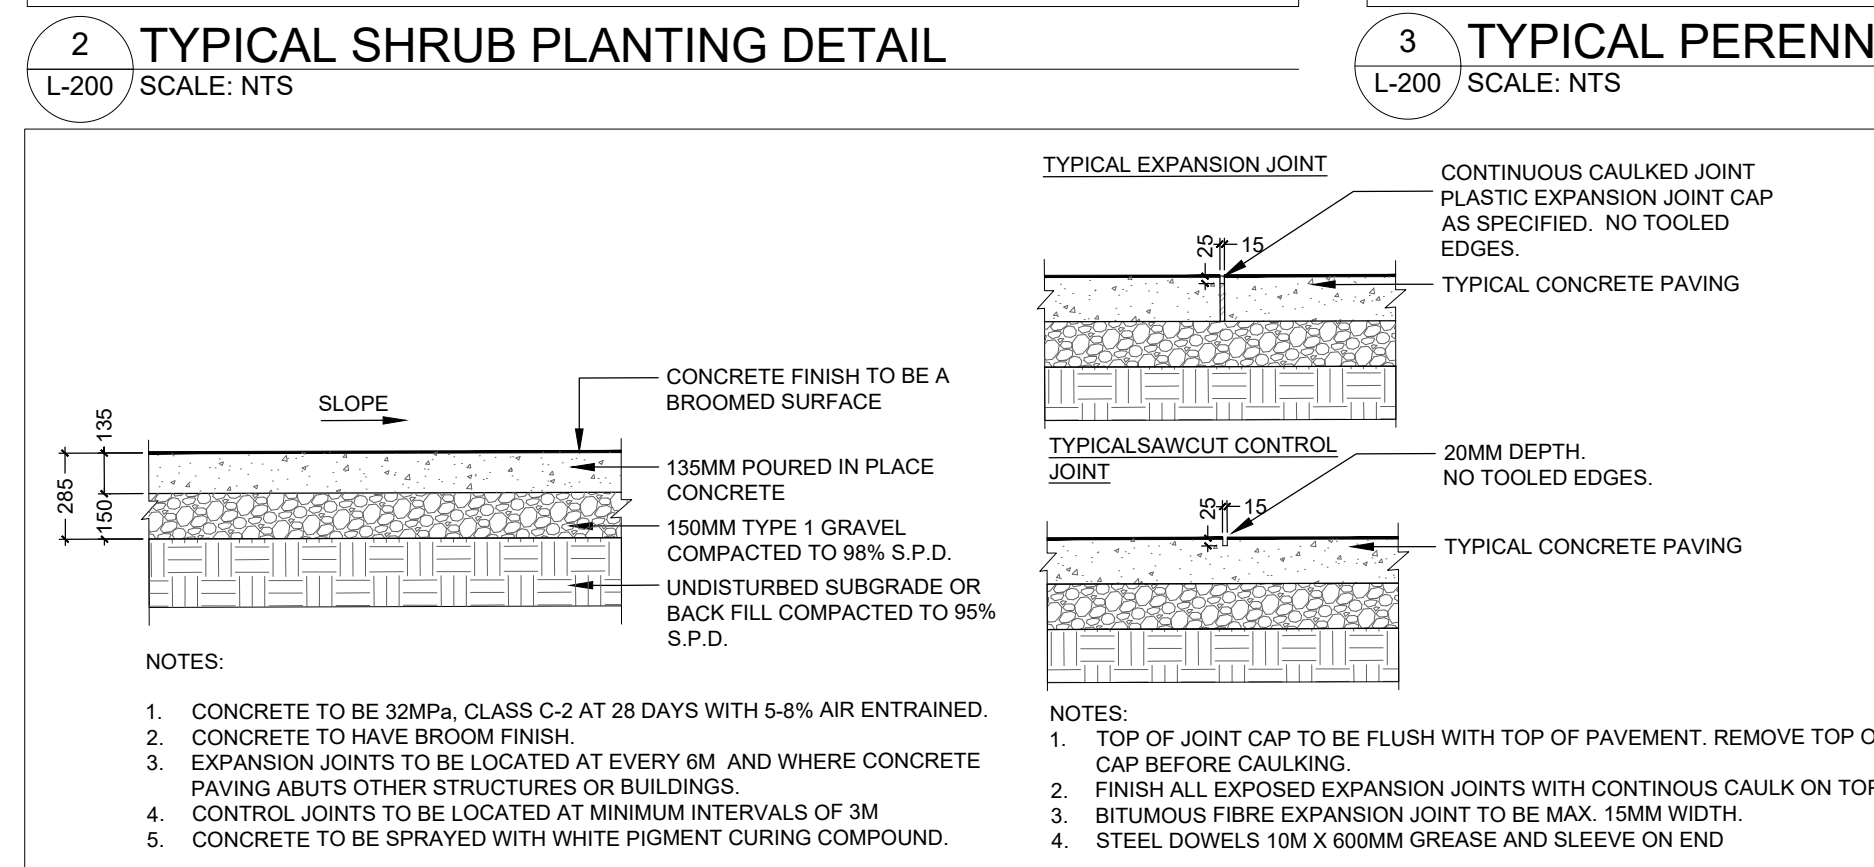 2
L-200
TYPICAL SHRUB PLANTING DETAIL
SCALE: NTS
3
L-200
TYPICAL PERENN
SCALE: NTS
SLOPE
135
285
150
CONCRETE FINISH TO BE A
BROOMED SURFACE
135MM POURED IN PLACE
CONCRETE
150MM TYPE 1 GRAVEL
COMPACTED TO 98% S.P.D.
UNDISTURBED SUBGRADE OR
BACK FILL COMPACTED TO 95%
S.P.D.
NOTES:
1. CONCRETE TO BE 32MPa, CLASS C-2 AT 28 DAYS WITH 5-8% AIR ENTRAINED.
2. CONCRETE TO HAVE BROOM FINISH.
3. EXPANSION JOINTS TO BE LOCATED AT EVERY 6M AND WHERE CONCRETE
PAVING ABUTS OTHER STRUCTURES OR BUILDINGS.
4. CONTROL JOINTS TO BE LOCATED AT MINIMUM INTERVALS OF 3M
5. CONCRETE TO BE SPRAYED WITH WHITE PIGMENT CURING COMPOUND.
TYPICAL EXPANSION JOINT
25
15
CONTINUOUS CAULKED JOINT
PLASTIC EXPANSION JOINT CAP
AS SPECIFIED. NO TOOLED
EDGES.
TYPICAL CONCRETE PAVING
TYPICALSAWCUT CONTROL
JOINT
25
15
20MM DEPTH.
NO TOOLED EDGES.
TYPICAL CONCRETE PAVING
NOTES:
1. TOP OF JOINT CAP TO BE FLUSH WITH TOP OF PAVEMENT. REMOVE TOP O
CAP BEFORE CAULKING.
2. FINISH ALL EXPOSED EXPANSION JOINTS WITH CONTINOUS CAULK ON TOP
3. BITUMOUS FIBRE EXPANSION JOINT TO BE MAX. 15MM WIDTH.
4. STEEL DOWELS 10M X 600MM GREASE AND SLEEVE ON END